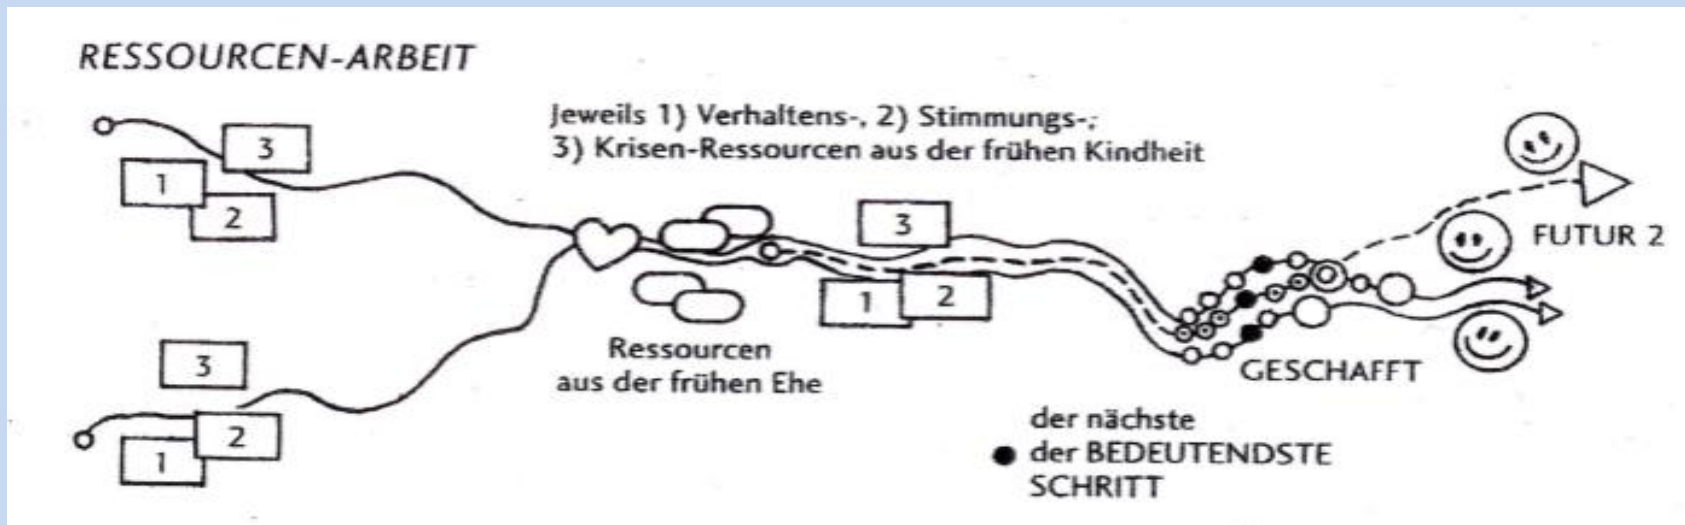 RESSOURCEN-ARBEIT
Jeweils 1) Verhaltens-, 2) Stimmungs-;
3) Krisen-Ressourcen aus der frühen Kindheit
3
1
2
3
1
2
FUTUR 2
Ressourcen
aus der frühen Ehe
GESCHAFFT
3
2
1
der nächste
der BEDEUTENDSTE
SCHRITT